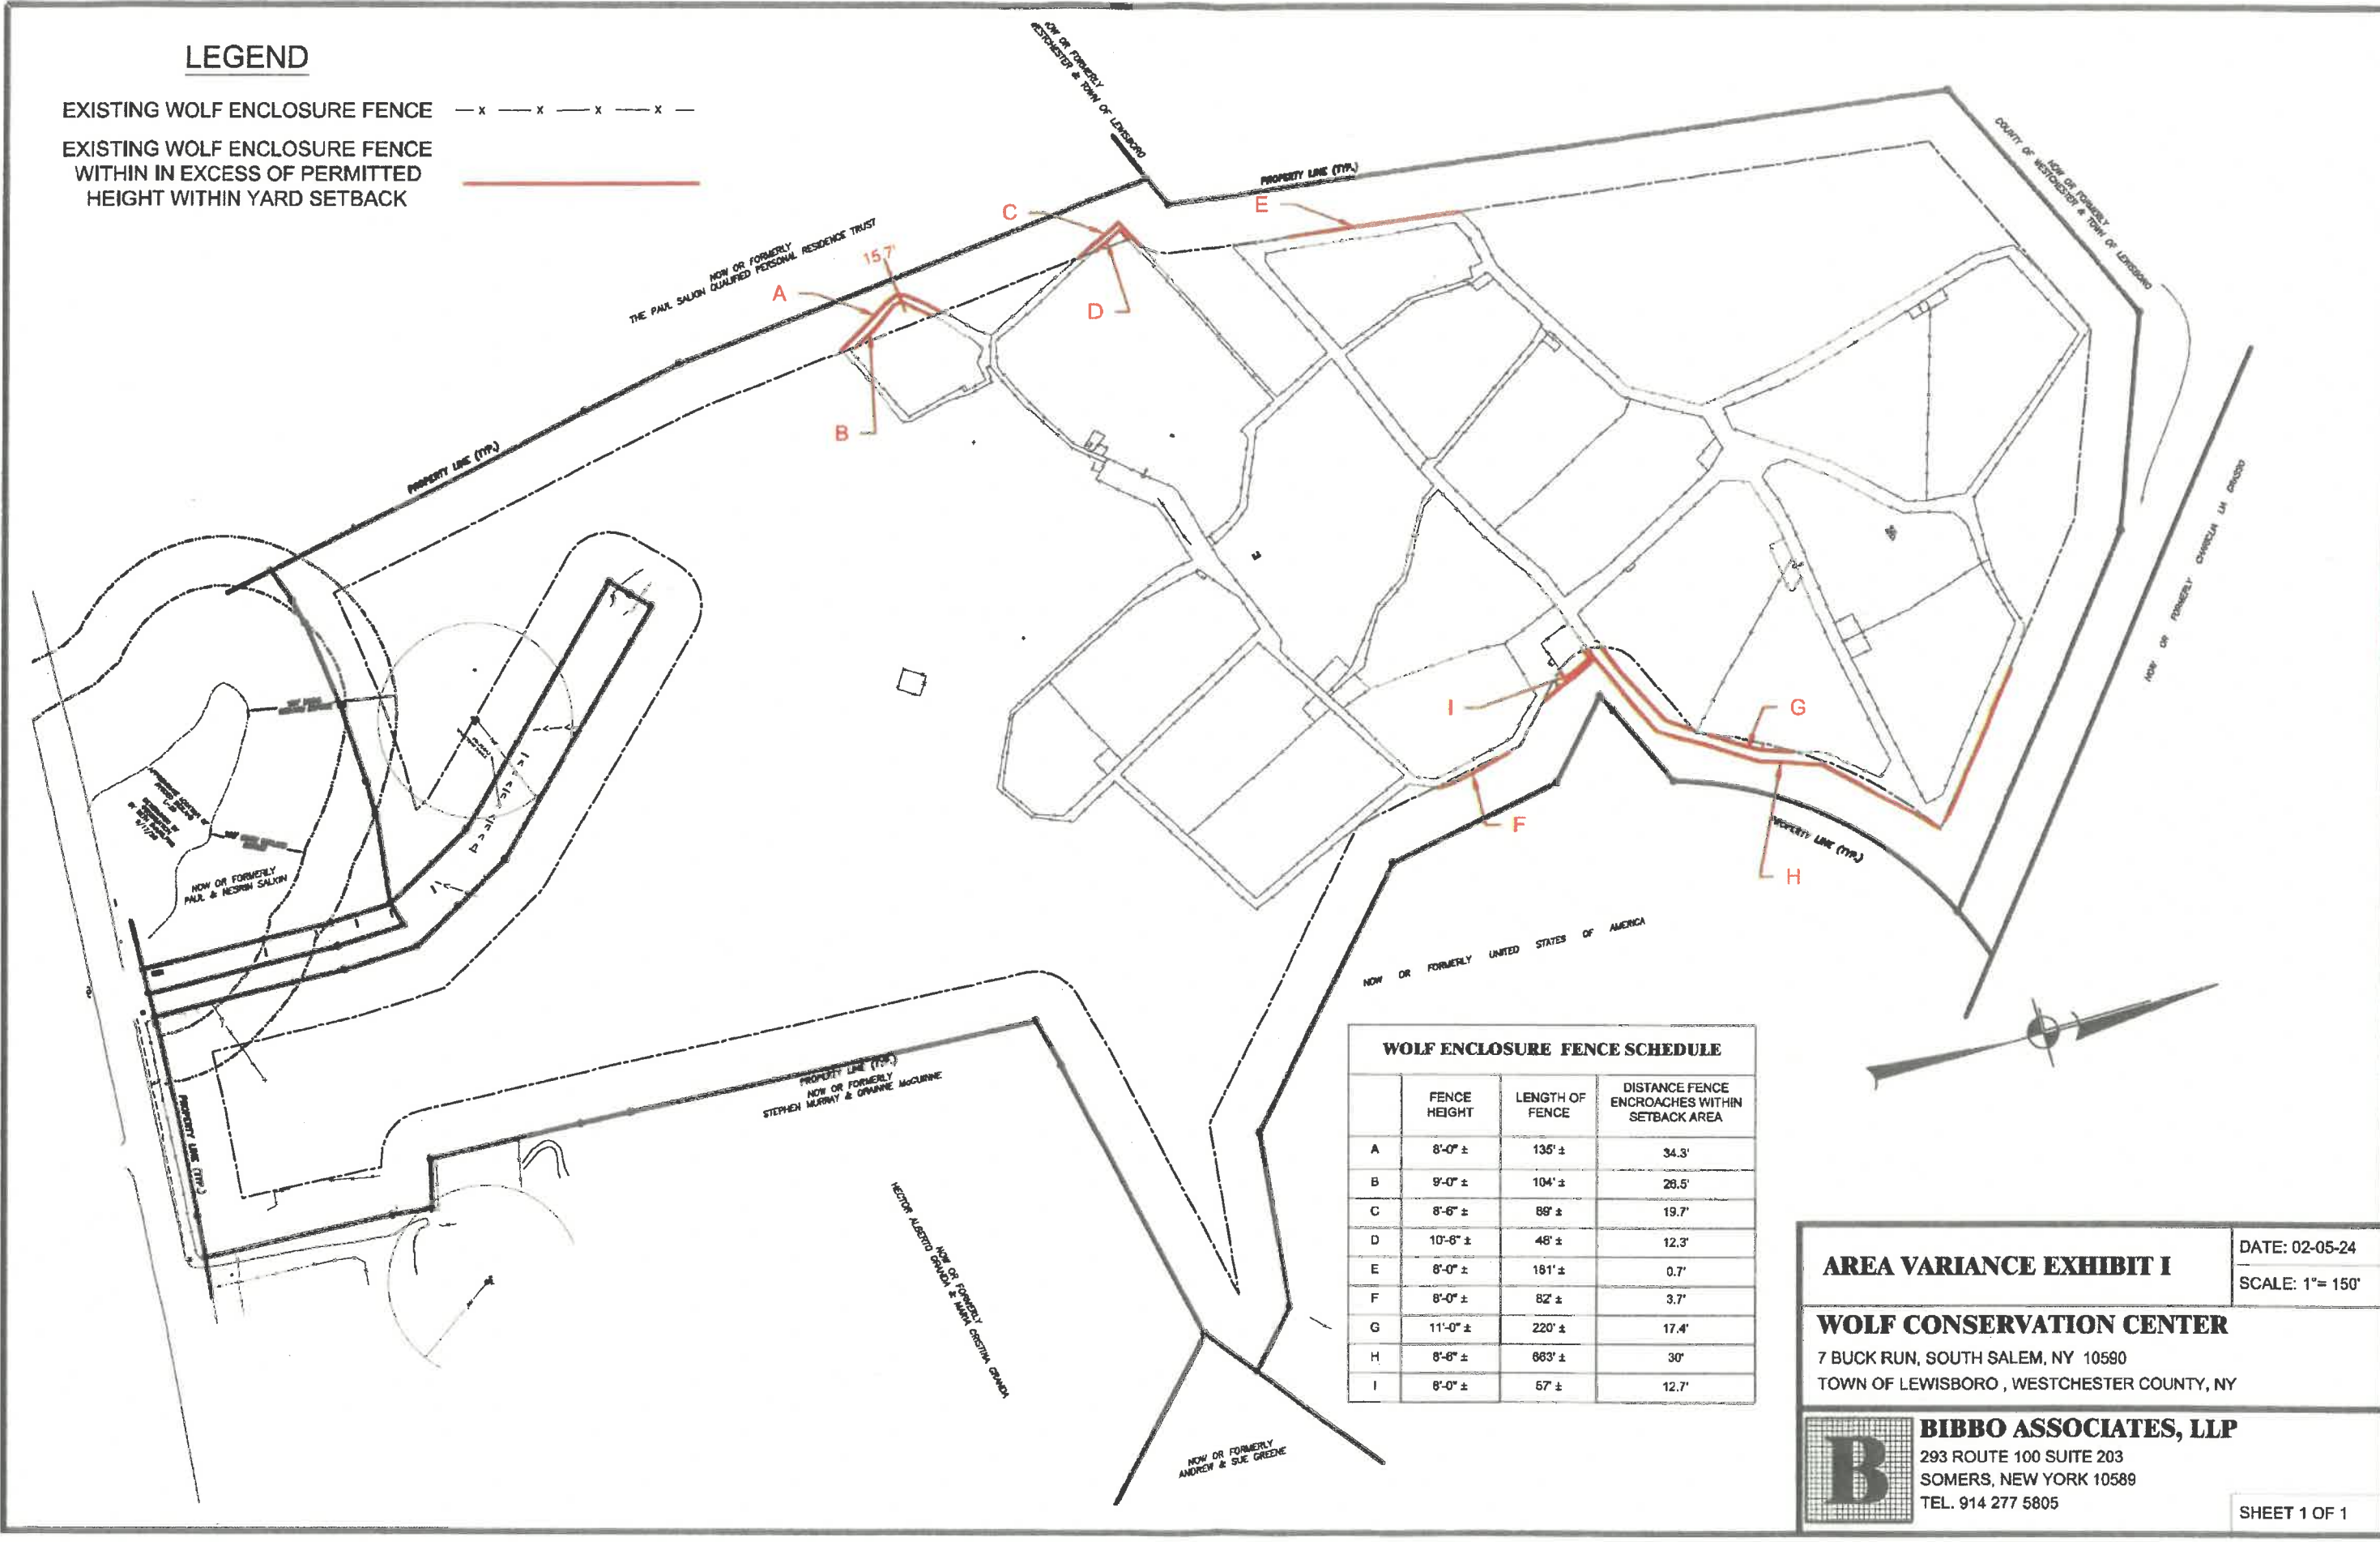 LEGEND
EXISTING WOLF ENCLOSURE FENCE
EXISTING WOLF ENCLOSURE FENCE
WITHIN IN EXCESS OF PERMITTED
HEIGHT WITHIN YARD SETBACK
NOW OR FORMERLY
WESTCHESTER & TOWN OF LEWISBORO
PROPERTY LINE (TYP.)
NOW OR FORMERLY
COUNTY OF WESTCHESTER & TOWN OF LEWISBORO
NOW OR FORMERLY
THE PAUL SALKIN QUALIFIED PERSONAL RESIDENCE TRUST
15.7'
A
B
C
D
E
F
G
H
I
PROPERTY LINE (TYP.)
NOW OR FORMERLY
PROPERTY LINE (TYP.)
NOW OR FORMERLY
PAUL & NESRIN SALKIN
NOW OR FORMERLY UNITED STATES OF AMERICA
PROPERTY LINE (TYP.)
NOW OR FORMERLY
STEPHEN MURRAY & GRAINNE McGUINNE
PROPERTY LINE (TYP.)
NOW OR FORMERLY
HECTOR ALBERTO GRANDA & MARIA CRISTINA GRANDA
NOW OR FORMERLY
ANDREW & SUE GREENE
WOLF ENCLOSURE FENCE SCHEDULE
FENCE HEIGHT LENGTH OF FENCE DISTANCE FENCE ENCROACHES WITHIN SETBACK AREA
A 8'-0" ± 135' ± 34.3'
B 9'-0" ± 104' ± 26.5'
C 8'-6" ± 89' ± 19.7'
D 10'-6" ± 48' ± 12.3'
E 8'-0" ± 181' ± 0.7'
F 8'-0" ± 82' ± 3.7'
G 11'-0" ± 220' ± 17.4'
H 8'-6" ± 663' ± 30'
I 8'-0" ± 57' ± 12.7'
AREA VARIANCE EXHIBIT I
DATE: 02-05-24
SCALE: 1"= 150'
WOLF CONSERVATION CENTER
7 BUCK RUN, SOUTH SALEM, NY 10590
TOWN OF LEWISBORO , WESTCHESTER COUNTY, NY
B
BIBBO ASSOCIATES, LLP
293 ROUTE 100 SUITE 203
SOMERS, NEW YORK 10589
TEL. 914 277 5805
SHEET 1 OF 1